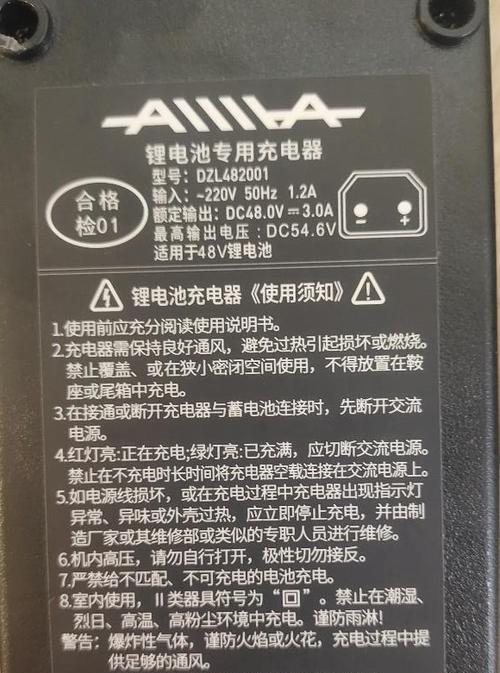 AIMA
锂电池专用充电器
型号：DZL482001
输入：~220V 50Hz 1.2A
额定输出：DC48.0V⎓3.0A
最高输出电压：DC54.6V
适用于48V锂电池
合格
检01
- +
锂电池充电器《使用须知》
1.使用前应充分阅读使用说明书。
2.充电器需保持良好通风，避免过热引起损坏或燃烧。
禁止覆盖、或在狭小密闭空间使用，不得放置在鞍
座或尾箱中充电。
3.在接通或断开充电器与蓄电池连接时，先断开交流
电源。
4.红灯亮:正在充电;绿灯亮:已充满，应切断交流电源。
禁止在不充电时长时间将充电器空载连接在交流电源上。
5.如电源线损坏，或在充电过程中充电器出现指示灯
异常、异味或外壳过热，应立即停止充电，并由制
造厂家或其维修部或类似的专职人员进行维修。
6.机内高压，请勿自行打开，极性切勿接反。
7.严禁给不匹配、不可充电的电池充电。
8.室内使用，II类器具符号为“回”。禁止在潮湿、
烈日、高温、高粉尘环境中充电。谨防雨淋!
警告：爆炸性气体，谨防火焰或火花，充电过程中提
供足够的通风。